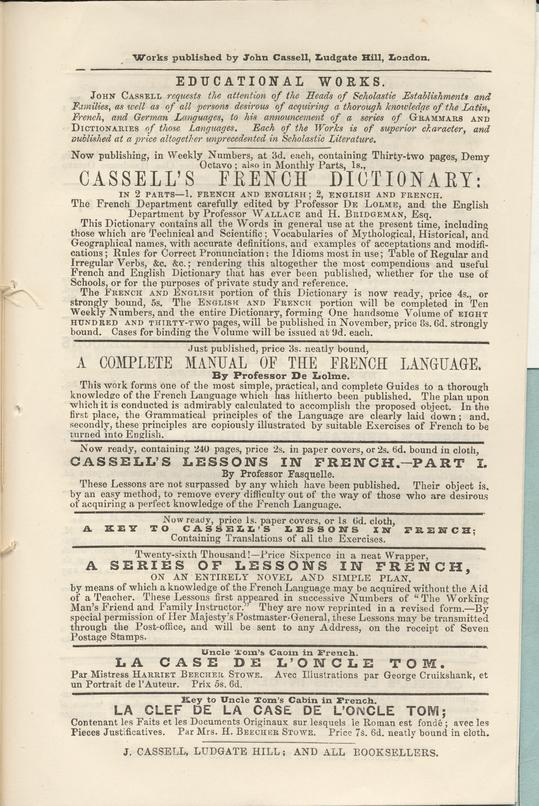 Works published by John Cassell, Ludgate Hill, London.
EDUCATIONAL WORKS.
JOHN CASSELL requests the attention of the Heads of Scholastic Establishments and
Families, as well as of all persons desirous of acquiring a thorough knowledge of the Latin,
French, and German Languages, to his announcement of a series of GRAMMARS AND
DICTIONARIES of those Languages. Each of the Works is of superior character, and
published at a price altogether unprecedented in Scholastic Literature.
Now publishing, in Weekly Numbers, at 3d. each, containing Thirty-two pages, Demy
Octavo; also in Monthly Parts, 1s.,
CASSELL'S FRENCH DICTIONARY:
IN 2 PARTS—1. FRENCH AND ENGLISH; 2, ENGLISH AND FRENCH.
The French Department carefully edited by Professor DE LOLME, and the English
Department by Professor WALLACE and H. BRIDGEMAN, Esq.
This Dictionary contains all the Words in general use at the present time, including
those which are Technical and Scientific; Vocabularies of Mythological, Historical, and
Geographical names, with accurate definitions, and examples of acceptations and modifi-
cations; Rules for Correct Pronunciation; the Idioms most in use; Table of Regular and
Irregular Verbs, &c. &c.; rendering this altogether the most compendious and useful
French and English Dictionary that has ever been published, whether for the use of
Schools, or for the purposes of private study and reference.
The FRENCH AND ENGLISH portion of this Dictionary is now ready, price 4s., or
strongly bound, 5s. The ENGLISH AND FRENCH portion will be completed in Ten
Weekly Numbers, and the entire Dictionary, forming One handsome Volume of EIGHT
HUNDRED AND THIRTY-TWO pages, will be published in November, price 8s. 6d. strongly
bound. Cases for binding the Volume will be issued at 9d. each.
Just published, price 3s. neatly bound,
A COMPLETE MANUAL OF THE FRENCH LANGUAGE.
By Professor De Lolme.
This work forms one of the most simple, practical, and complete Guides to a thorough
knowledge of the French Language which has hitherto been published. The plan upon
which it is conducted is admirably calculated to accomplish the proposed object. In the
first place, the Grammatical principles of the Language are clearly laid down; and,
secondly, these principles are copiously illustrated by suitable Exercises of French to be
turned into English.
Now ready, containing 240 pages, price 2s. in paper covers, or 2s. 6d. bound in cloth,
CASSELL'S LESSONS IN FRENCH.—PART I.
By Professor Fasquelle.
These Lessons are not surpassed by any which have been published. Their object is,
by an easy method, to remove every difficulty out of the way of those who are desirous
of acquiring a perfect knowledge of the French Language.
Now ready, price 1s. paper covers, or 1s 6d. cloth,
A KEY TO CASSELL'S LESSONS IN FRENCH;
Containing Translations of all the Exercises.
Twenty-sixth Thousand!—Price Sixpence in a neat Wrapper,
A SERIES OF LESSONS IN FRENCH,
ON AN ENTIRELY NOVEL AND SIMPLE PLAN,
by means of which a knowledge of the French Language may be acquired without the Aid
of a Teacher. These Lessons first appeared in successive Numbers of "The Working
Man's Friend and Family Instructor." They are now reprinted in a revised form.—By
special permission of Her Majesty's Postmaster-General, these Lessons may be transmitted
through the Post-office, and will be sent to any Address, on the receipt of Seven
Postage Stamps.
Uncle Tom's Cabin in French.
LA CASE DE L'ONCLE TOM.
Par Mistress HARRIET BEECHER STOWE. Avec Illustrations par George Cruikshank, et
un Portrait de l'Auteur. Prix 5s. 6d.
Key to Uncle Tom's Cabin in French.
LA CLEF DE LA CASE DE L'ONCLE TOM;
Contenant les Faits et les Documents Originaux sur lesquels le Roman est fondé; avec les
Pieces Justificatives. Par Mrs. H. BEECHER STOWE. Price 7s. 6d. neatly bound in cloth.
J. CASSELL, LUDGATE HILL; AND ALL BOOKSELLERS.